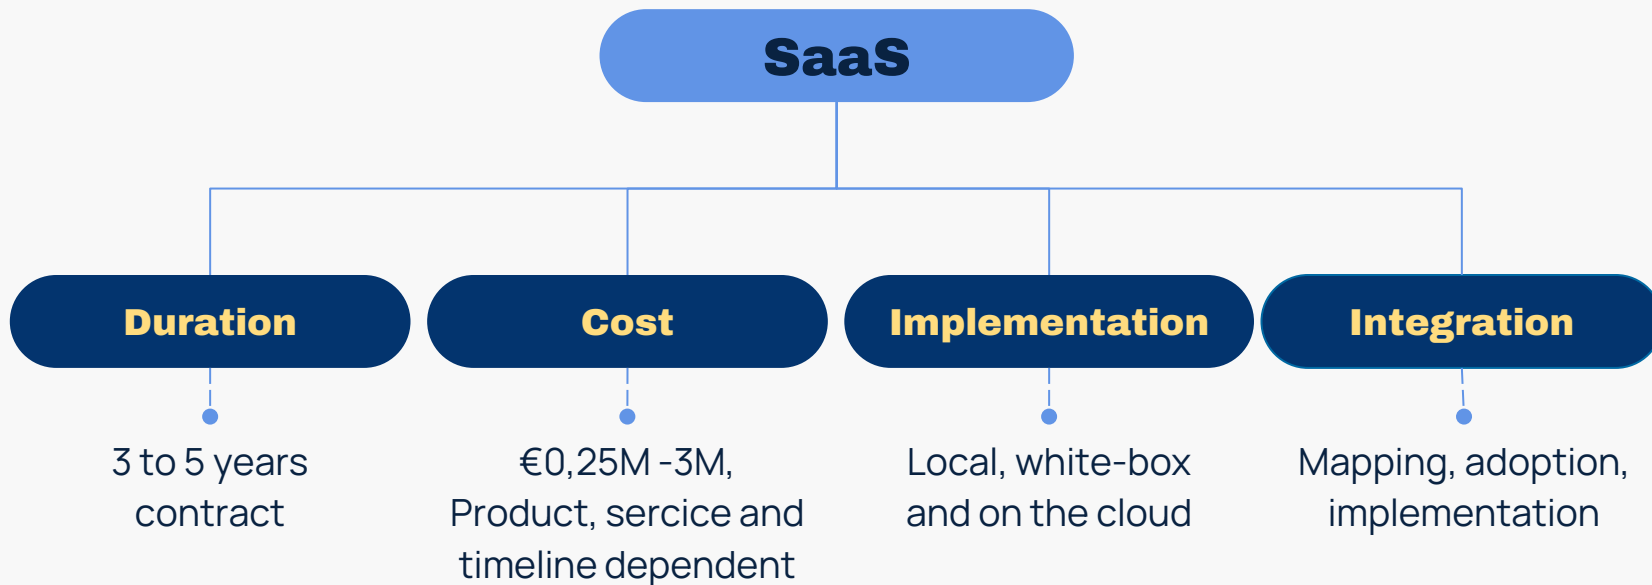 SaaS
Duration
Cost
Implementation
Integration
3 to 5 years
contract
€0,25M -3M,
Product, sercice and
timeline dependent
Local, white-box
and on the cloud
Mapping, adoption,
implementation